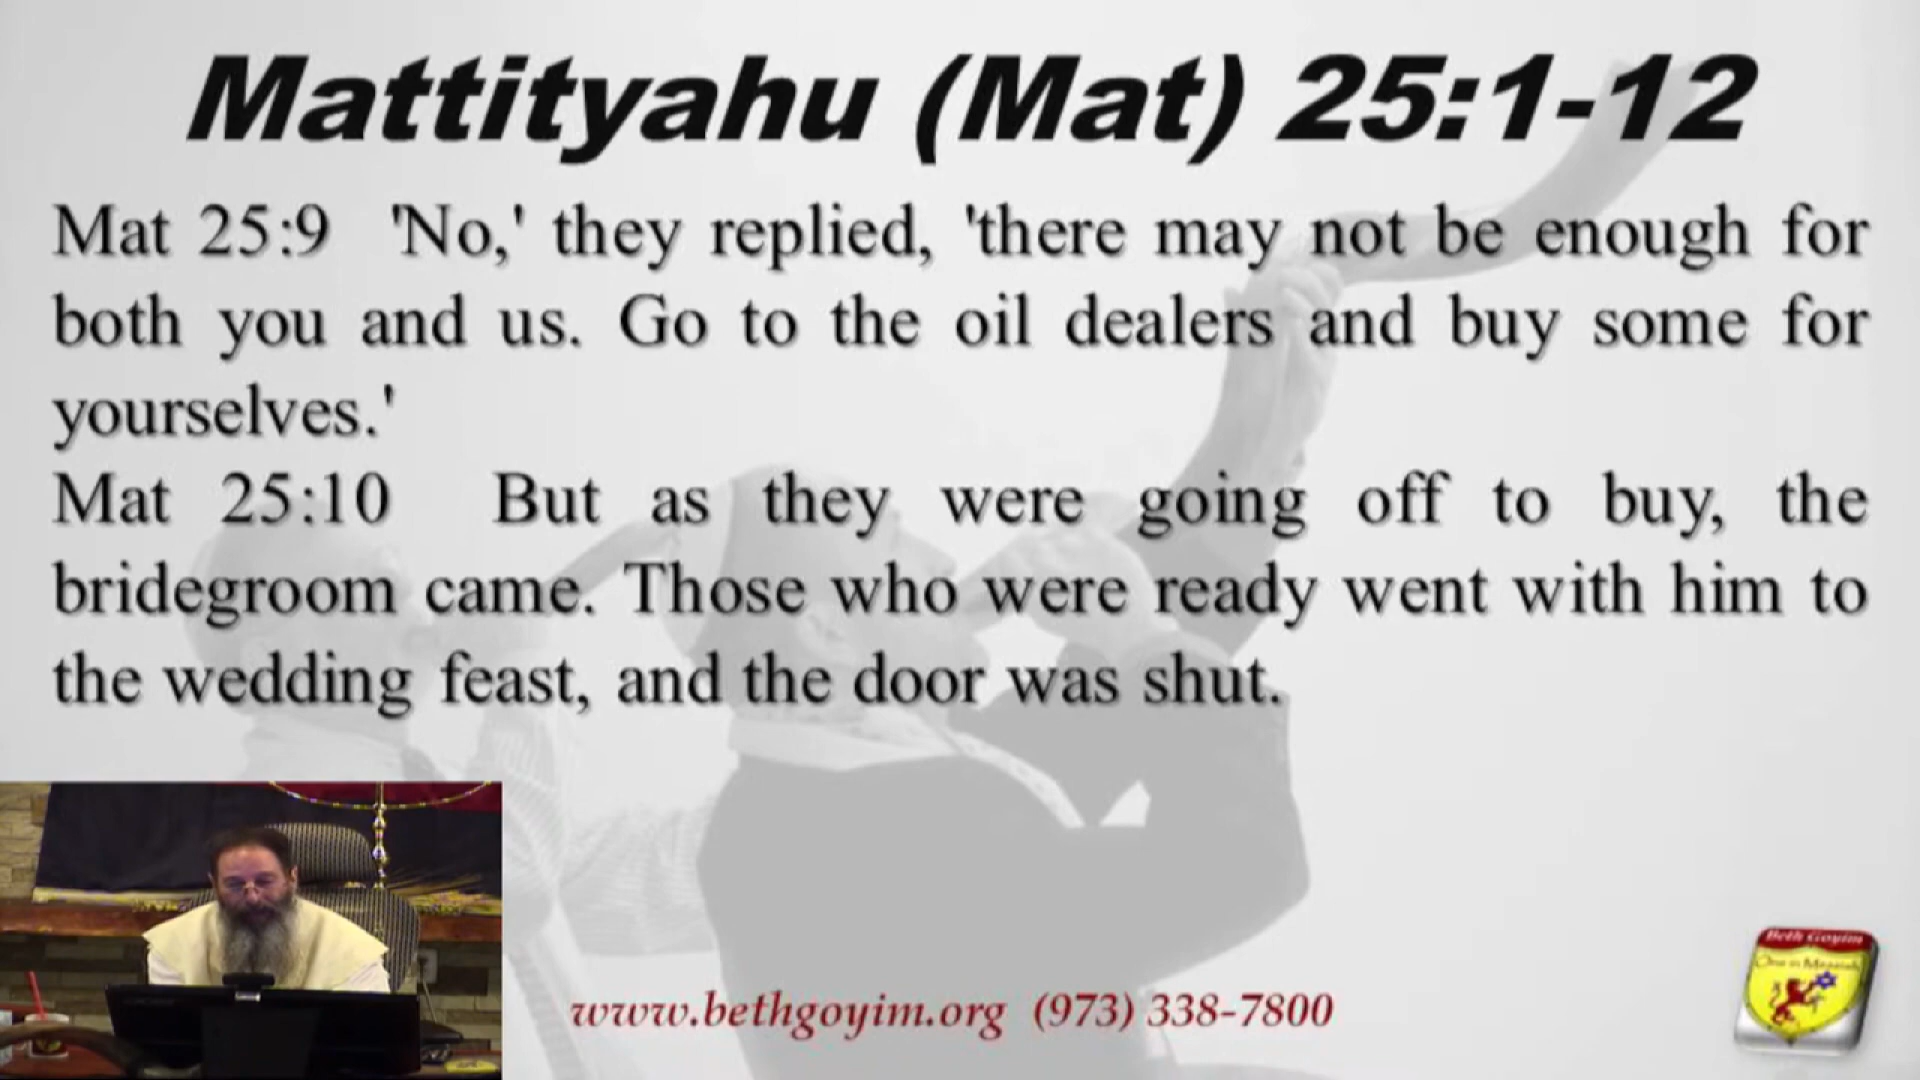 Mattityahu (Mat) 25:1-12
Mat 25:9 'No,' they replied, 'there may not be enough for
both you and us. Go to the oil dealers and buy some for
yourselves.'
Mat 25:10 But as they were going off to buy, the
bridegroom came. Those who were ready went with him to
the wedding feast, and the door was shut.
www.bethgoyim.org (973) 338-7800
Beth Goyim
One in Messiah